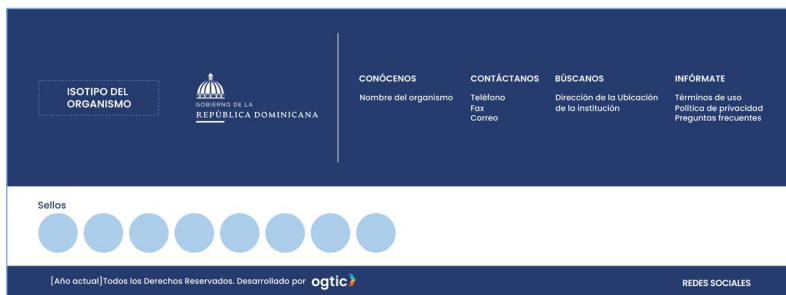 ISOTIPO DEL
ORGANISMO
GOBIERNO DE LA
REPÚBLICA DOMINICANA
CONÓCENOS
Nombre del organismo
CONTÁCTANOS
Teléfono
Fax
Correo
BÚSCANOS
Dirección de la Ubicación
de la institución
INFÓRMATE
Términos de uso
Política de privacidad
Preguntas frecuentes
Sellos
[Año actual]Todos los Derechos Reservados. Desarrollado por ogtic
REDES SOCIALES